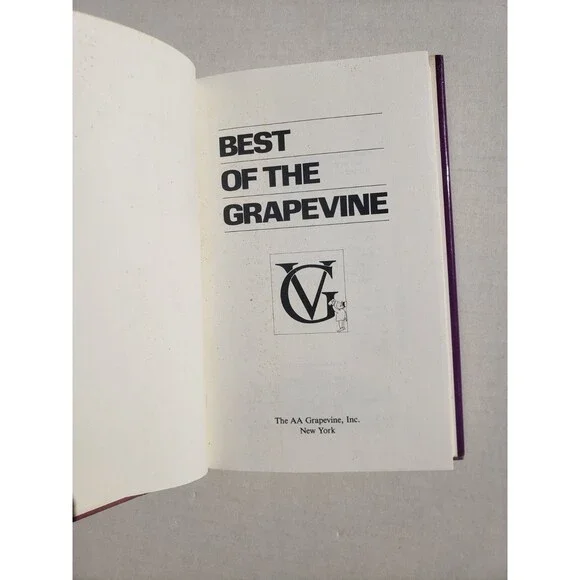 BEST
OF THE
GRAPEVINE
GV
The AA Grapevine, Inc.
New York